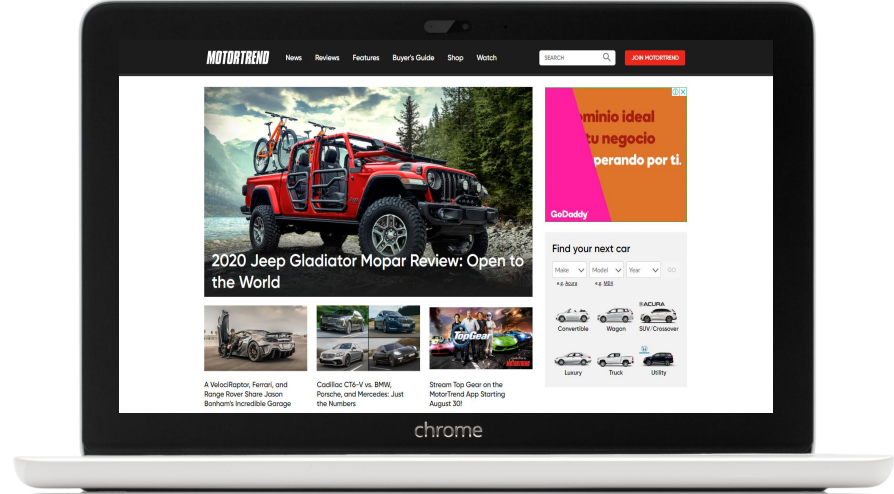 MOTORTREND
News Reviews Features Buyer's Guide Shop Watch
SEARCH
JOIN MOTORTREND
2020 Jeep Gladiator Mopar Review: Open to
the World
minio ideal
tu negocio
perando por ti.
GoDaddy
Find your next car
Make Model Year GO
e.g. Acura e.g. MDX
ACURA
Convertible Wagon SUV/Crossover
Luxury Truck Utility
TopGear
MOTORTREND
A VelociRaptor, Ferrari, and
Range Rover Share Jason
Bonham's Incredible Garage
Cadillac CT6-V vs. BMW,
Porsche, and Mercedes: Just
the Numbers
Stream Top Gear on the
MotorTrend App Starting
August 30!
chrome